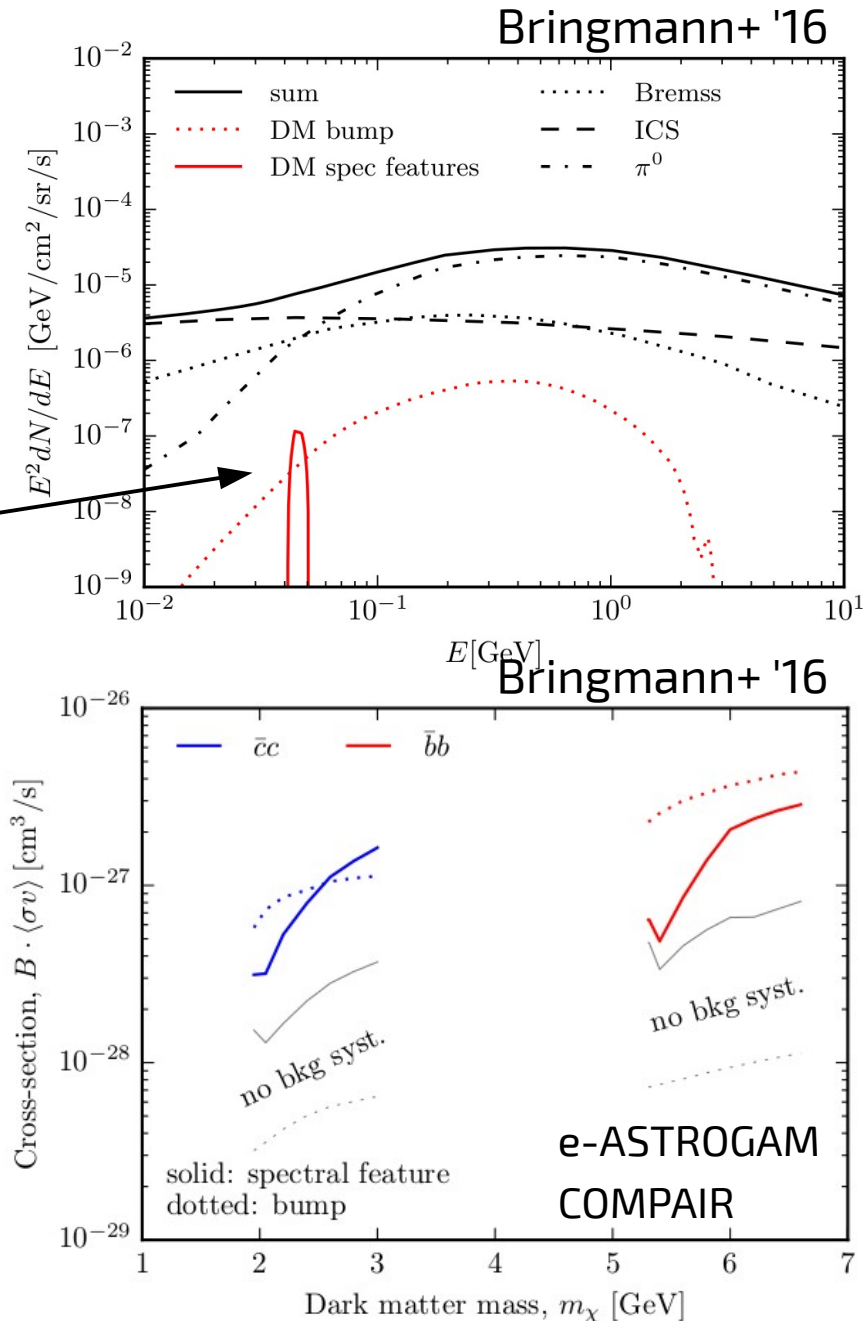 Bringmann+ '16
10^{-2}
10^{-3}
10^{-4}
10^{-5}
10^{-6}
10^{-7}
10^{-8}
10^{-9}
E^2 dN/dE [GeV/cm^2/sr/s]
sum
DM bump
DM spec features
Bremss
ICS
π^0
10^{-2} 10^{-1} 10^0 10^1
E[GeV]
Bringmann+ '16
10^{-26}
10^{-27}
10^{-28}
10^{-29}
Cross-section, B · ⟨σv⟩ [cm^3/s]
c̄c b̄b
no bkg syst.
no bkg syst.
solid: spectral feature
dotted: bump
e-ASTROGAM
COMPAIR
1 2 3 4 5 6 7
Dark matter mass, m_χ [GeV]